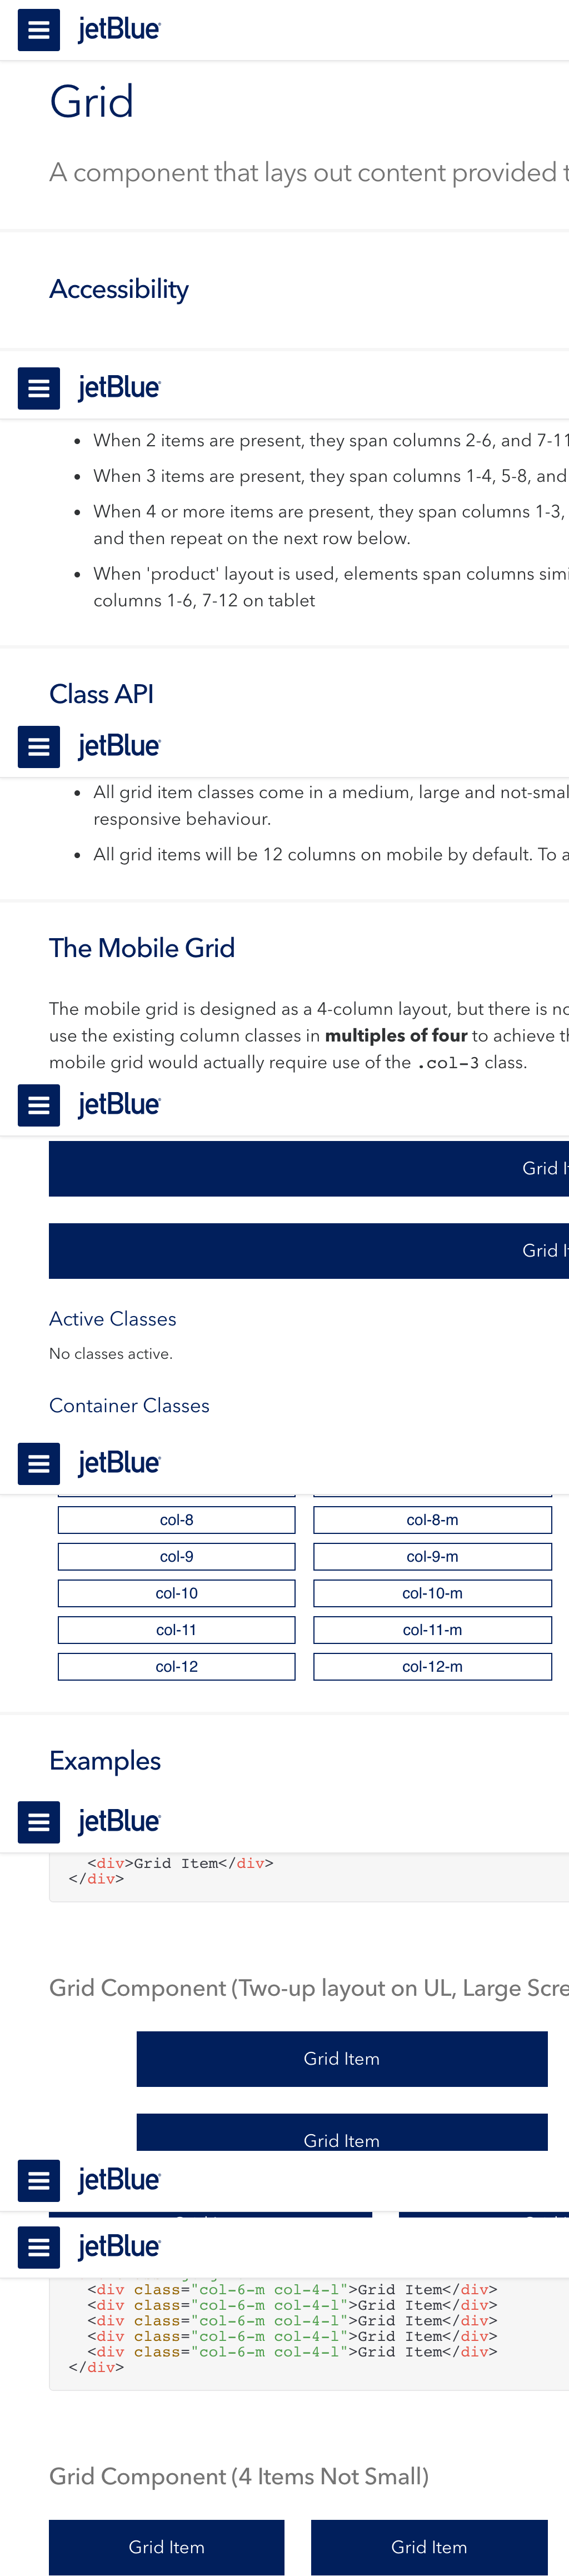 jetBlue
Grid
A component that lays out content provided
Accessibility
jetBlue
When 2 items are present, they span columns 2-6, and 7-11
When 3 items are present, they span columns 1-4, 5-8, and
When 4 or more items are present, they span columns 1-3,
and then repeat on the next row below.
When 'product' layout is used, elements span columns simi
columns 1-6, 7-12 on tablet
Class API
jetBlue
All grid item classes come in a medium, large and not-smal
responsive behaviour.
All grid items will be 12 columns on mobile by default. To a
The Mobile Grid
The mobile grid is designed as a 4-column layout, but there is no
use the existing column classes in multiples of four to achieve th
mobile grid would actually require use of the .col-3 class.
jetBlue
Grid It
Grid It
Active Classes
No classes active.
Container Classes
jetBlue
col-8 col-8-m
col-9 col-9-m
col-10 col-10-m
col-11 col-11-m
col-12 col-12-m
Examples
jetBlue
<div>Grid Item</div>
</div>
Grid Component (Two-up layout on UL, Large Scre
Grid Item
Grid Item
jetBlue
jetBlue
<div class="col-6-m col-4-l">Grid Item</div>
<div class="col-6-m col-4-l">Grid Item</div>
<div class="col-6-m col-4-l">Grid Item</div>
<div class="col-6-m col-4-l">Grid Item</div>
<div class="col-6-m col-4-l">Grid Item</div>
</div>
Grid Component (4 Items Not Small)
Grid Item Grid Item